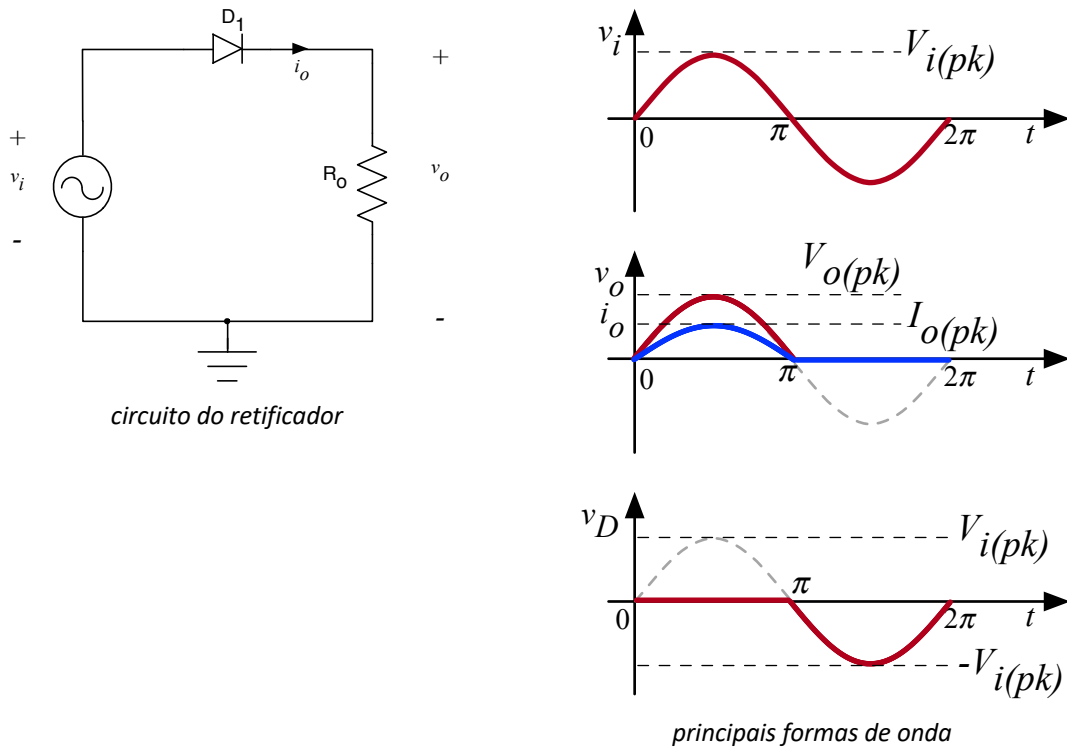 D1
io
+
+
vi
Ro
vo
-
-
circuito do retificador
vi
Vi(pk)
0
π
2π
t
vo
Vo(pk)
io
Io(pk)
0
π
2π
t
vD
Vi(pk)
π
0
2π
t
-Vi(pk)
principais formas de onda